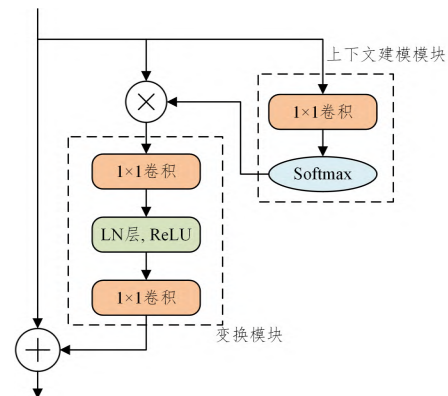 上下文建模模块
1×1卷积
Softmax
1×1卷积
LN层, ReLU
1×1卷积
变换模块